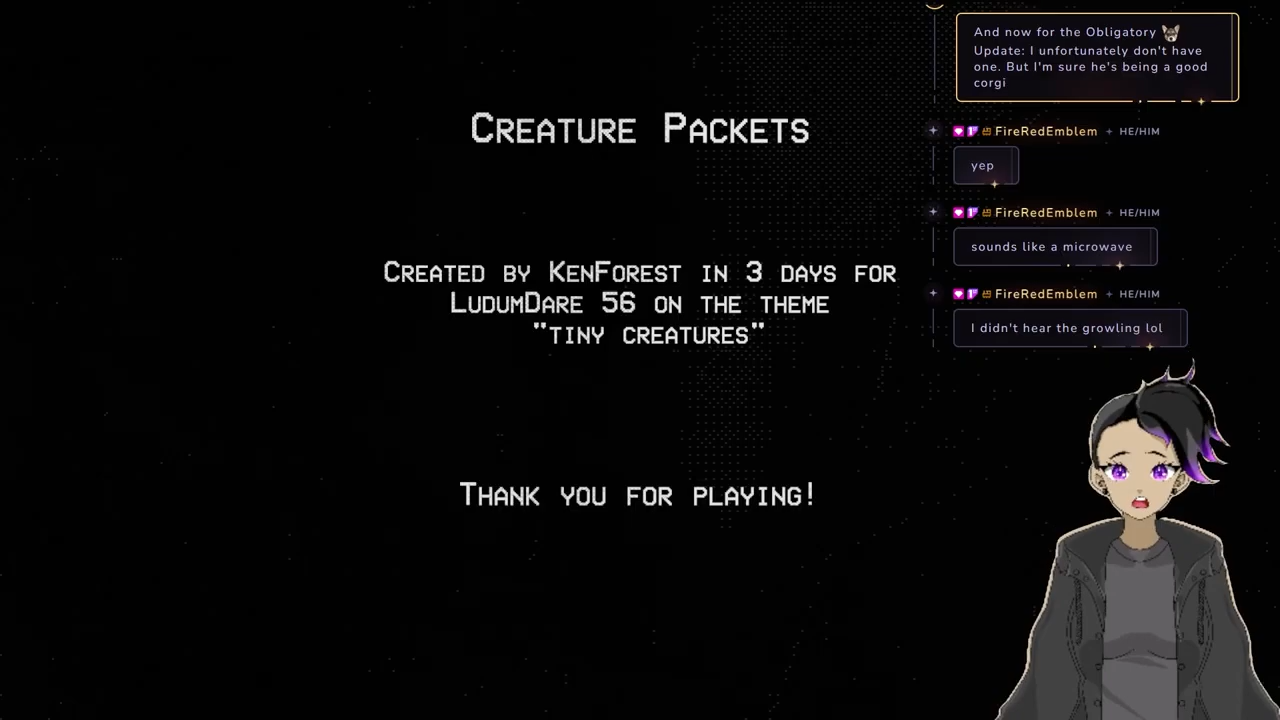 Creature Packets
Created by KenForest in 3 days for
LudumDare 56 on the theme
"tiny creatures"
Thank you for playing!
And now for the Obligatory
Update: I unfortunately don't have
one. But I'm sure he's being a good
corgi
FireRedEmblem + HE/HIM
yep
FireRedEmblem + HE/HIM
sounds like a microwave
FireRedEmblem + HE/HIM
I didn't hear the growling lol